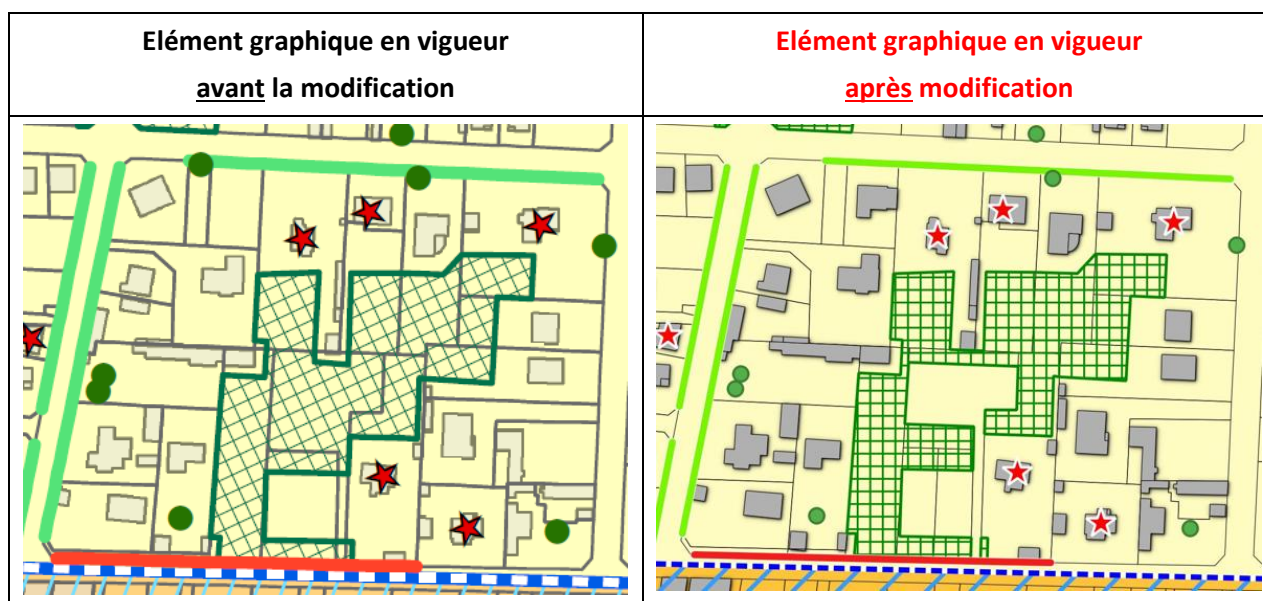 Elément graphique en vigueur
avant la modification
Elément graphique en vigueur
après modification